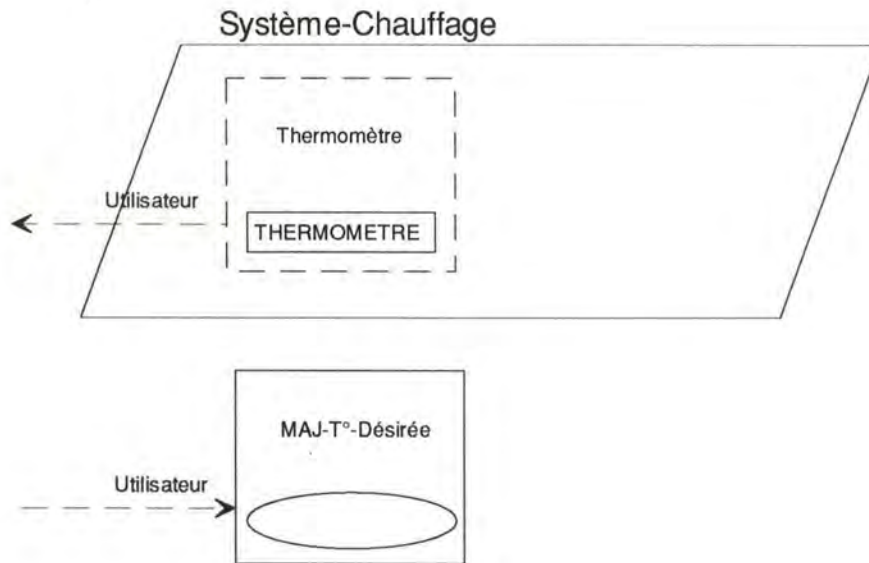 Système-Chauffage
Thermomètre
Utilisateur
THERMOMETRE
MAJ-T°-Désirée
Utilisateur